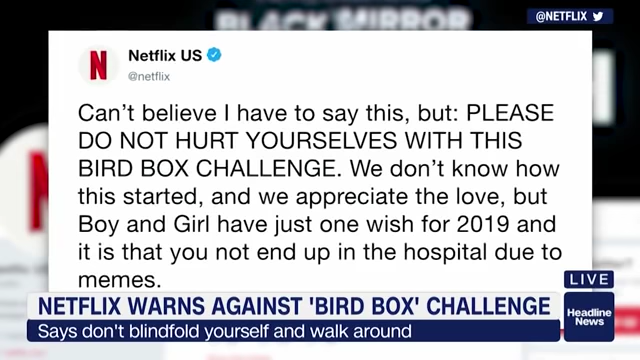 BLACK MIRROR
@NETFLIX
Netflix US
@netflix
Can't believe I have to say this, but: PLEASE
DO NOT HURT YOURSELVES WITH THIS
BIRD BOX CHALLENGE. We don't know how
this started, and we appreciate the love, but
Boy and Girl have just one wish for 2019 and
it is that you not end up in the hospital due to
memes.
LIVE
NETFLIX WARNS AGAINST 'BIRD BOX' CHALLENGE
Says don't blindfold yourself and walk around
Headline
News